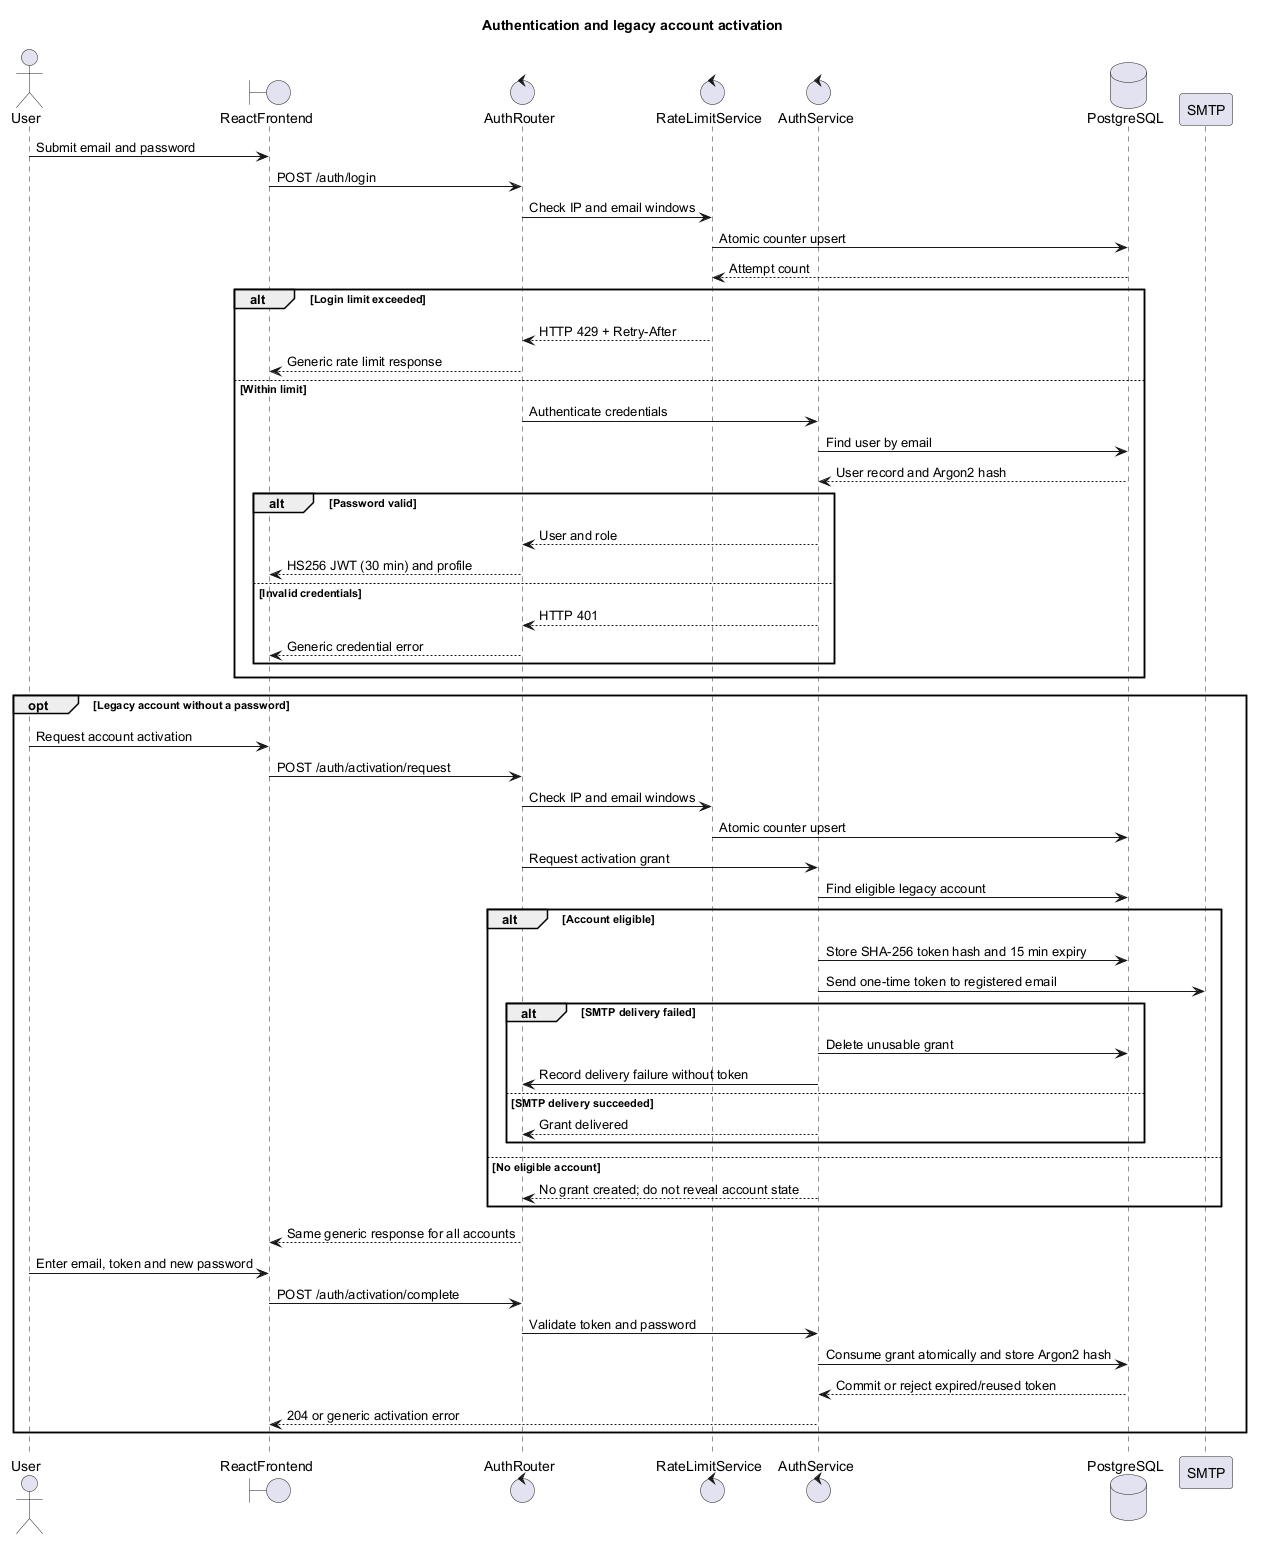 Authentication and legacy account activation
User
ReactFrontend
AuthRouter
RateLimitService
AuthService
PostgreSQL
SMTP
Submit email and password
POST /auth/login
Check IP and email windows
Atomic counter upsert
Attempt count
alt [Login limit exceeded]
HTTP 429 + Retry-After
Generic rate limit response
[Within limit]
Authenticate credentials
Find user by email
User record and Argon2 hash
alt [Password valid]
User and role
HS256 JWT (30 min) and profile
[Invalid credentials]
HTTP 401
Generic credential error
opt [Legacy account without a password]
Request account activation
POST /auth/activation/request
Check IP and email windows
Atomic counter upsert
Request activation grant
Find eligible legacy account
alt [Account eligible]
Store SHA-256 token hash and 15 min expiry
Send one-time token to registered email
alt [SMTP delivery failed]
Delete unusable grant
Record delivery failure without token
[SMTP delivery succeeded]
Grant delivered
[No eligible account]
No grant created; do not reveal account state
Same generic response for all accounts
Enter email, token and new password
POST /auth/activation/complete
Validate token and password
Consume grant atomically and store Argon2 hash
Commit or reject expired/reused token
204 or generic activation error
User
ReactFrontend
AuthRouter
RateLimitService
AuthService
PostgreSQL
SMTP